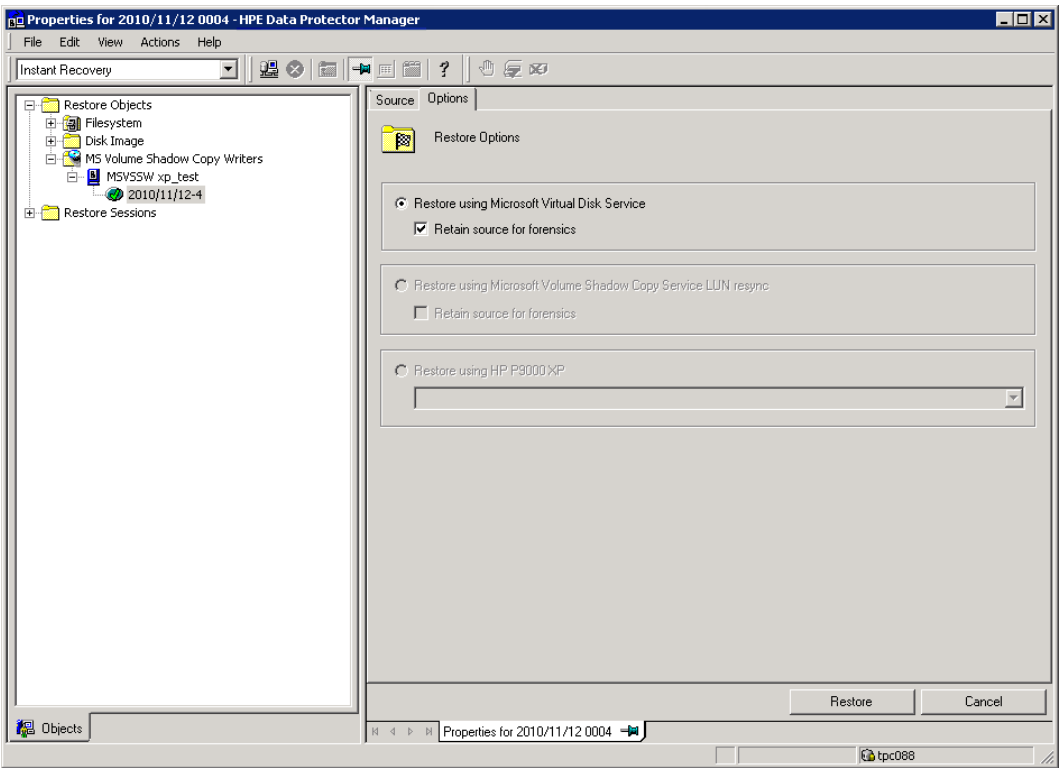 Properties for 2010/11/12 0004 - HPE Data Protector Manager
File Edit View Actions Help
Instant Recovery
Restore Objects
Filesystem
Disk Image
MS Volume Shadow Copy Writers
MSVSSW xp_test
2010/11/12-4
Restore Sessions
Objects
Source Options
Restore Options
Restore using Microsoft Virtual Disk Service
Retain source for forensics
Restore using Microsoft Volume Shadow Copy Service LUN resync
Retain source for forensics
Restore using HP P9000 XP
Restore Cancel
Properties for 2010/11/12 0004
tpc088